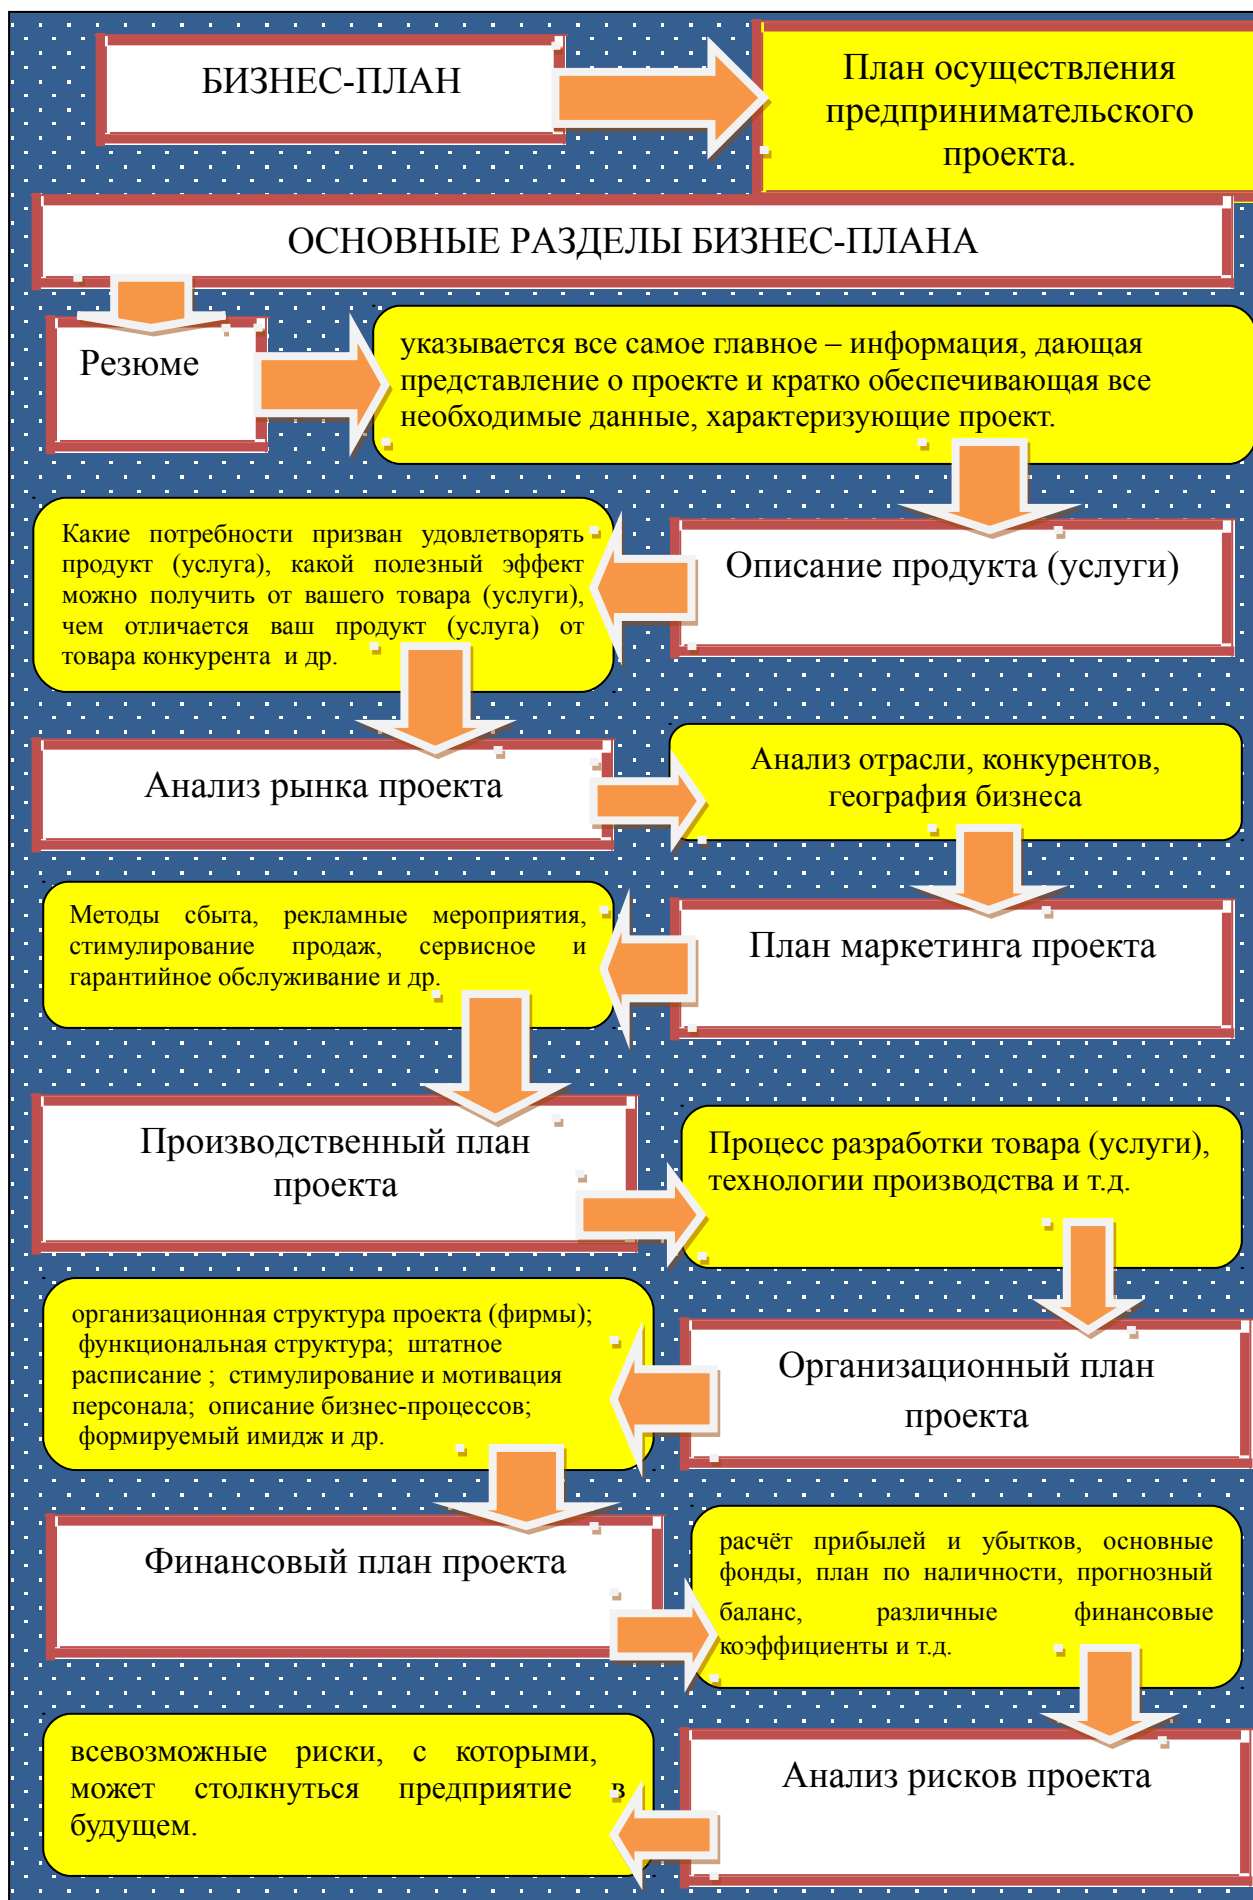 БИЗНЕС-ПЛАН
План осуществления
предпринимательского
проекта.
ОСНОВНЫЕ РАЗДЕЛЫ БИЗНЕС-ПЛАНА
Резюме
указывается все самое главное – информация, дающая
представление о проекте и кратко обеспечивающая все
необходимые данные, характеризующие проект.
Описание продукта (услуги)
Какие потребности призван удовлетворять
продукт (услуга), какой полезный эффект
можно получить от вашего товара (услуги),
чем отличается ваш продукт (услуга) от
товара конкурента и др.
Анализ рынка проекта
Анализ отрасли, конкурентов,
география бизнеса
План маркетинга проекта
Методы сбыта, рекламные мероприятия,
стимулирование продаж, сервисное и
гарантийное обслуживание и др.
Производственный план
проекта
Процесс разработки товара (услуги),
технологии производства и т.д.
Организационный план
проекта
организационная структура проекта (фирмы);
функциональная структура; штатное
расписание ; стимулирование и мотивация
персонала; описание бизнес-процессов;
формируемый имидж и др.
Финансовый план проекта
расчёт прибылей и убытков, основные
фонды, план по наличности, прогнозный
баланс, различные финансовые
коэффициенты и т.д.
Анализ рисков проекта
всевозможные риски, с которыми,
может столкнуться предприятие в
будущем.